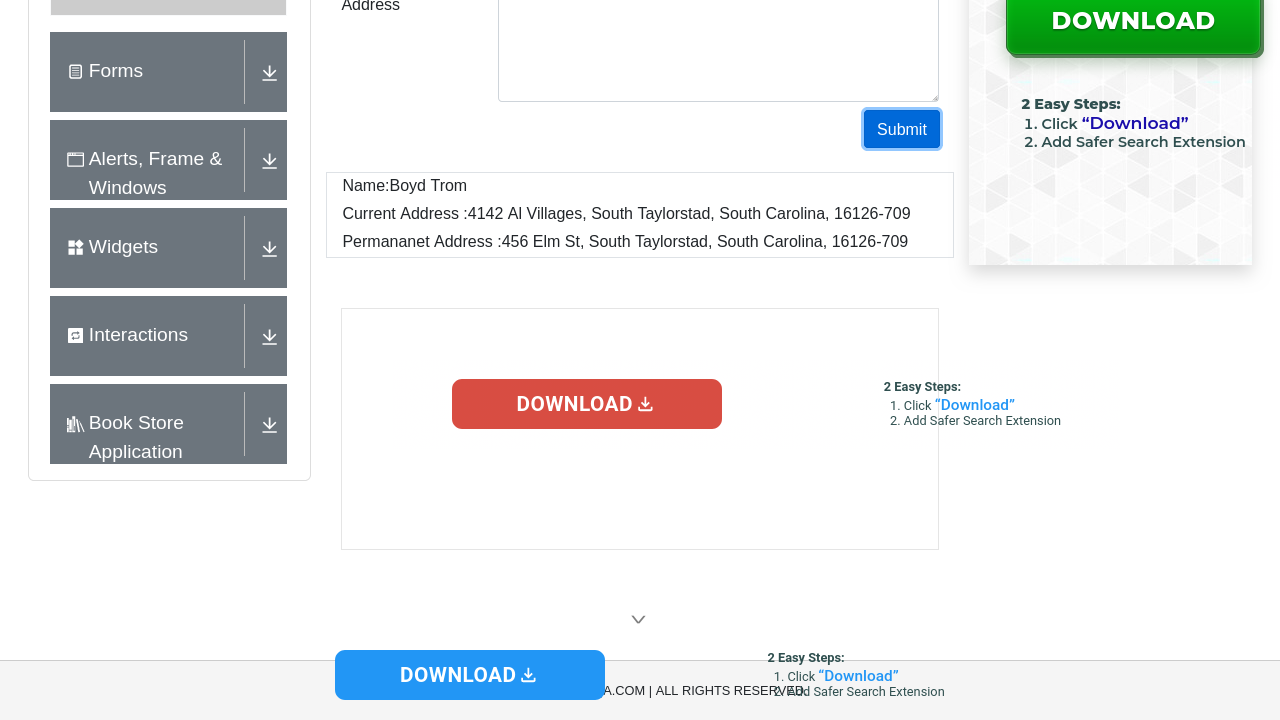 Address
DOWNLOAD
Forms
2 Easy Steps:
1. Click “Download”
2. Add Safer Search Extension
Submit
Alerts, Frame &
Windows
Name:Boyd Trom
Current Address :4142 Al Villages, South Taylorstad, South Carolina, 16126-709
Permananet Address :456 Elm St, South Taylorstad, South Carolina, 16126-709
Widgets
Interactions
DOWNLOAD
2 Easy Steps:
1. Click “Download”
2. Add Safer Search Extension
Book Store
Application
DOWNLOAD
2 Easy Steps:
1. Click “Download”
2. Add Safer Search Extension
A.COM | ALL RIGHTS RESERVED.